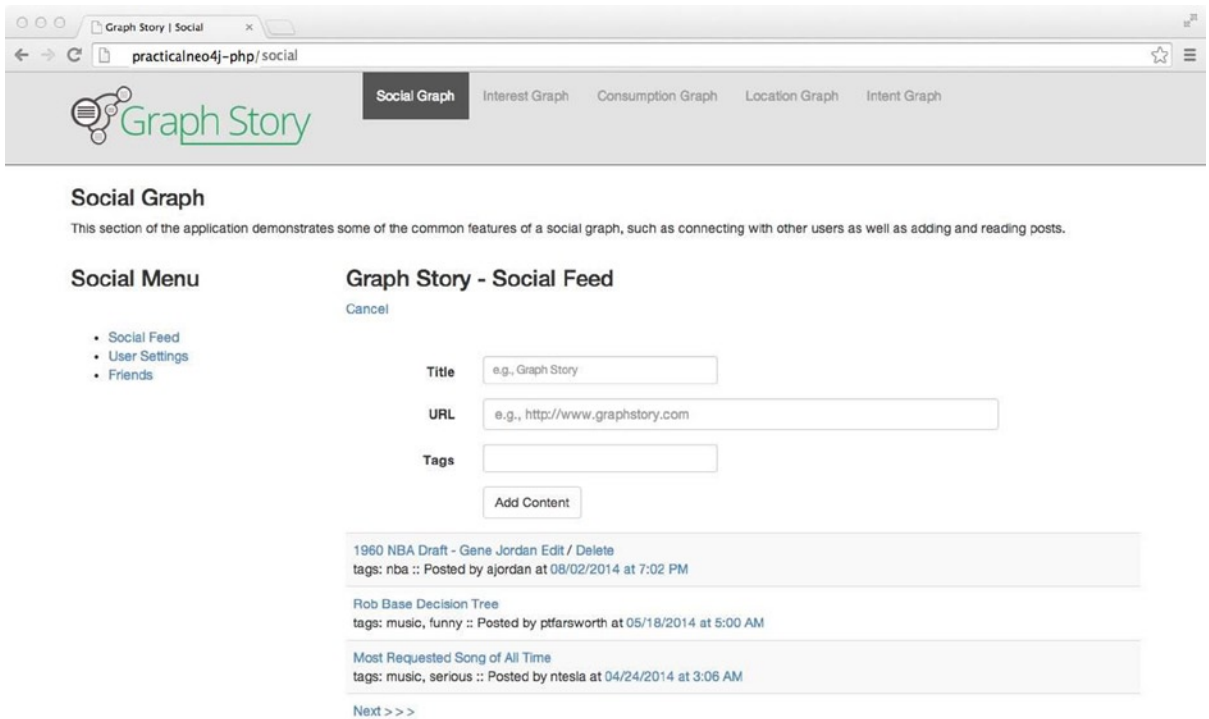 Graph Story | Social
practicalneo4j-php/social
Graph Story
Social Graph Interest Graph Consumption Graph Location Graph Intent Graph
Social Graph
This section of the application demonstrates some of the common features of a social graph, such as connecting with other users as well as adding and reading posts.
Social Menu
Social Feed
User Settings
Friends
Graph Story - Social Feed
Cancel
Title e.g., Graph Story
URL e.g., http://www.graphstory.com
Tags
Add Content
1960 NBA Draft - Gene Jordan Edit / Delete
tags: nba :: Posted by ajordan at 08/02/2014 at 7:02 PM
Rob Base Decision Tree
tags: music, funny :: Posted by ptfarsworth at 05/18/2014 at 5:00 AM
Most Requested Song of All Time
tags: music, serious :: Posted by ntesla at 04/24/2014 at 3:06 AM
Next > > >